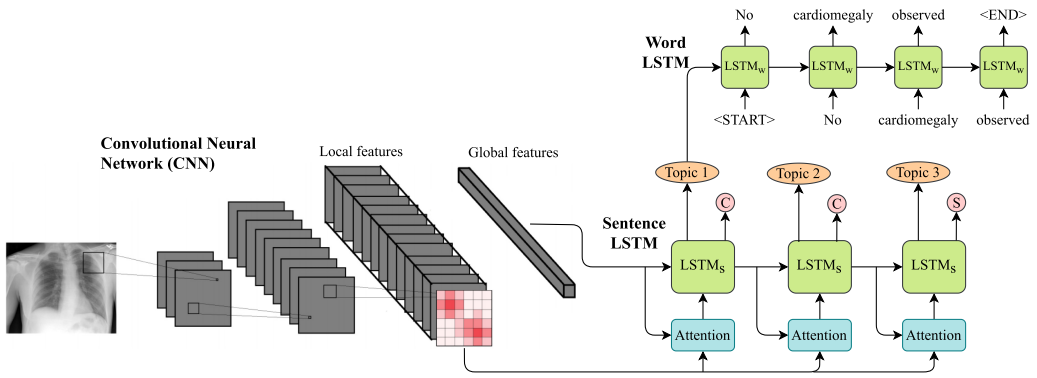 No cardiomegaly observed <END>
Word
LSTM
LSTMw LSTMw LSTMw LSTMw
<START> No cardiomegaly observed
Convolutional Neural
Network (CNN)
Local features
Global features
Topic 1 Topic 2 Topic 3
C C S
Sentence
LSTM
LSTMs LSTMs LSTMs
Attention Attention Attention